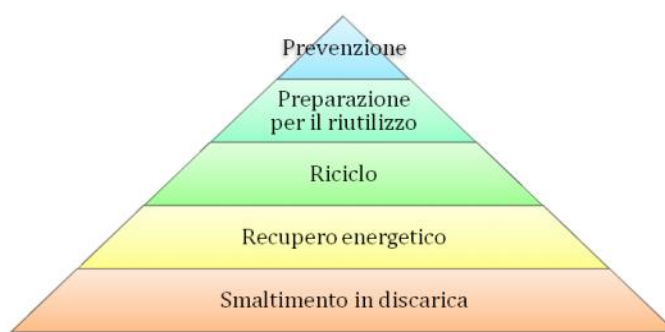 Prevenzione
Preparazione
per il riutilizzo
Riciclo
Recupero energetico
Smaltimento in discarica